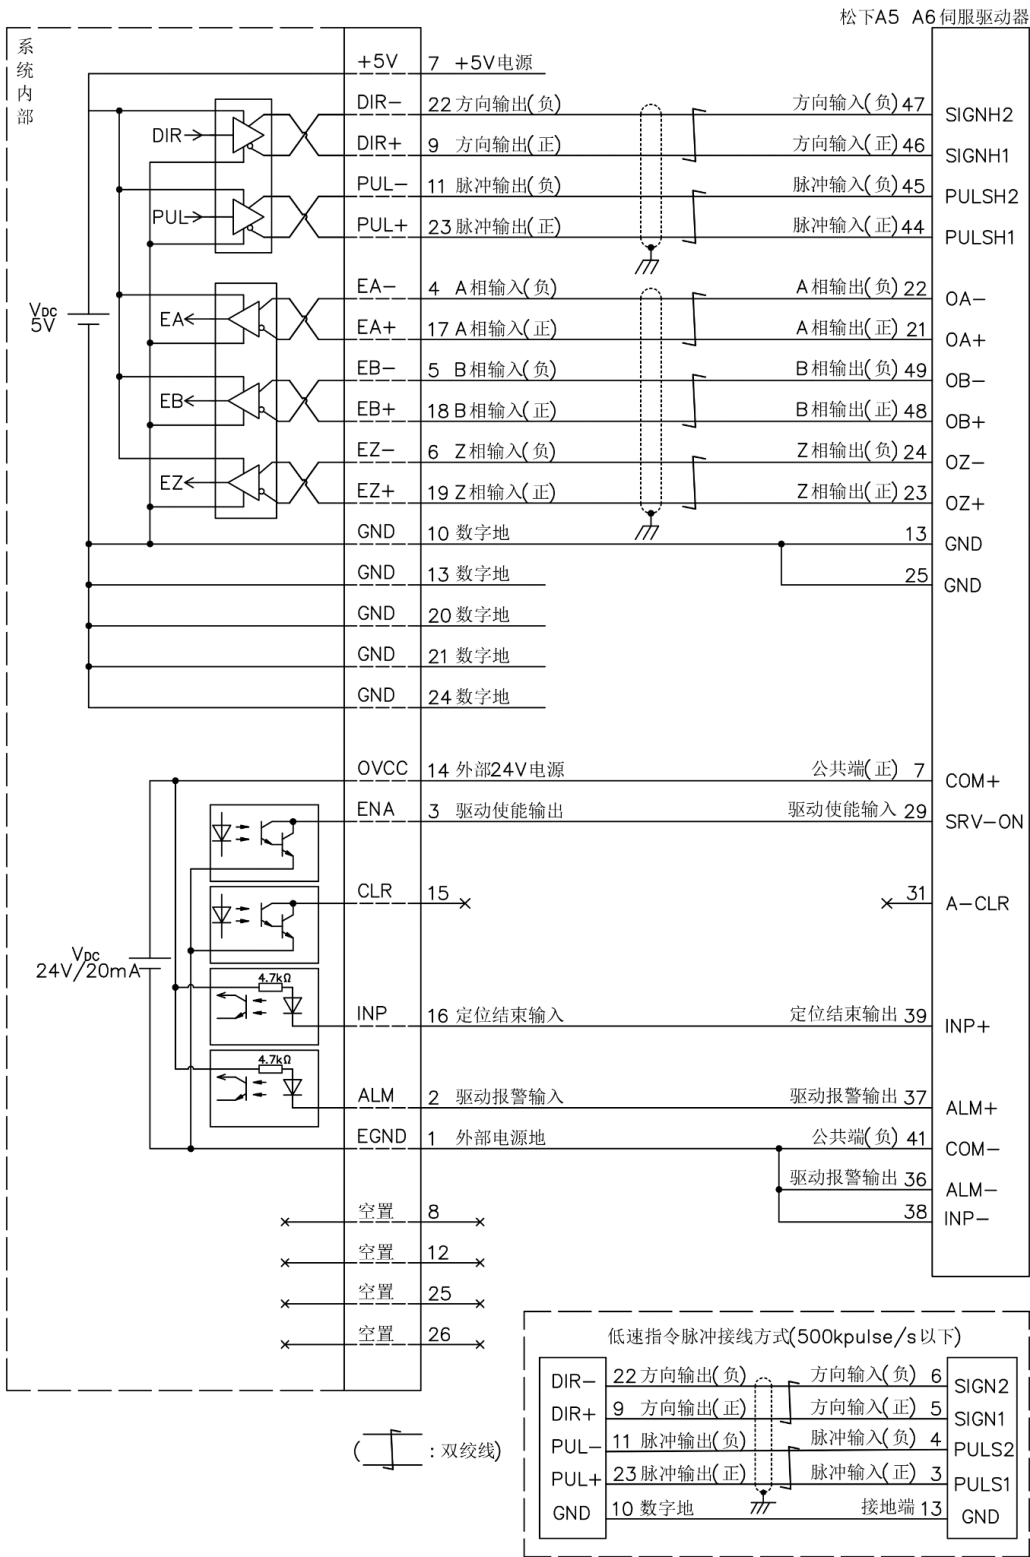 松下A5 A6伺服驱动器
系统内部
+5V 7 +5V电源
DIR- 22 方向输出(负) 方向输入(负) 47 SIGNH2
DIR
DIR+ 9 方向输出(正) 方向输入(正) 46 SIGNH1
PUL- 11 脉冲输出(负) 脉冲输入(负) 45 PULSH2
PUL
PUL+ 23 脉冲输出(正) 脉冲输入(正) 44 PULSH1
EA- 4 A相输入(负) A相输出(负) 22 OA-
VDC
5V
EA
EA+ 17 A相输入(正) A相输出(正) 21 OA+
EB- 5 B相输入(负) B相输出(负) 49 OB-
EB
EB+ 18 B相输入(正) B相输出(正) 48 OB+
EZ- 6 Z相输入(负) Z相输出(负) 24 OZ-
EZ
EZ+ 19 Z相输入(正) Z相输出(正) 23 OZ+
GND 10 数字地 13 GND
GND 13 数字地 25 GND
GND 20 数字地
GND 21 数字地
GND 24 数字地
OVCC 14 外部24V电源 公共端(正) 7 COM+
ENA 3 驱动使能输出 驱动使能输入 29 SRV-ON
CLR 15 31 A-CLR
VDC
24V/20mA
4.7kΩ
INP 16 定位结束输入 定位结束输出 39 INP+
4.7kΩ
ALM 2 驱动报警输入 驱动报警输出 37 ALM+
EGND 1 外部电源地 公共端(负) 41 COM-
驱动报警输出 36 ALM-
38 INP-
空置 8
空置 12
空置 25
空置 26
低速指令脉冲接线方式(500kpulse/s以下)
DIR- 22 方向输出(负) 方向输入(负) 6 SIGN2
DIR+ 9 方向输出(正) 方向输入(正) 5 SIGN1
PUL- 11 脉冲输出(负) 脉冲输入(负) 4 PULS2
PUL+ 23 脉冲输出(正) 脉冲输入(正) 3 PULS1
GND 10 数字地 接地端 13 GND
( : 双绞线)